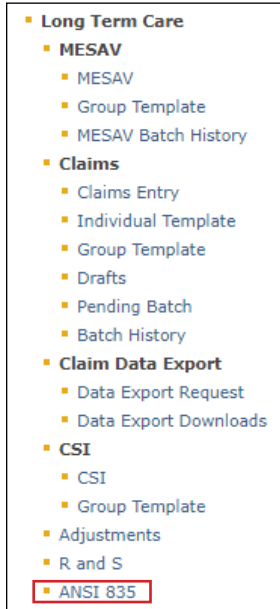 Long Term Care
MESAV
MESAV
Group Template
MESAV Batch History
Claims
Claims Entry
Individual Template
Group Template
Drafts
Pending Batch
Batch History
Claim Data Export
Data Export Request
Data Export Downloads
CSI
CSI
Group Template
Adjustments
R and S
ANSI 835